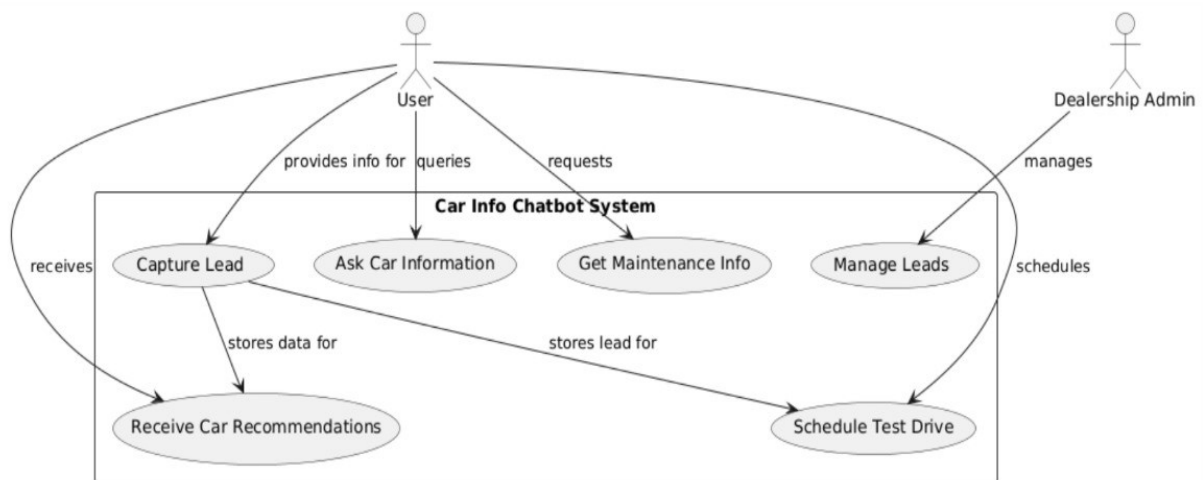 User
Dealership Admin
provides info for
queries
requests
manages
Car Info Chatbot System
receives
Capture Lead
Ask Car Information
Get Maintenance Info
Manage Leads
schedules
stores data for
stores lead for
Receive Car Recommendations
Schedule Test Drive